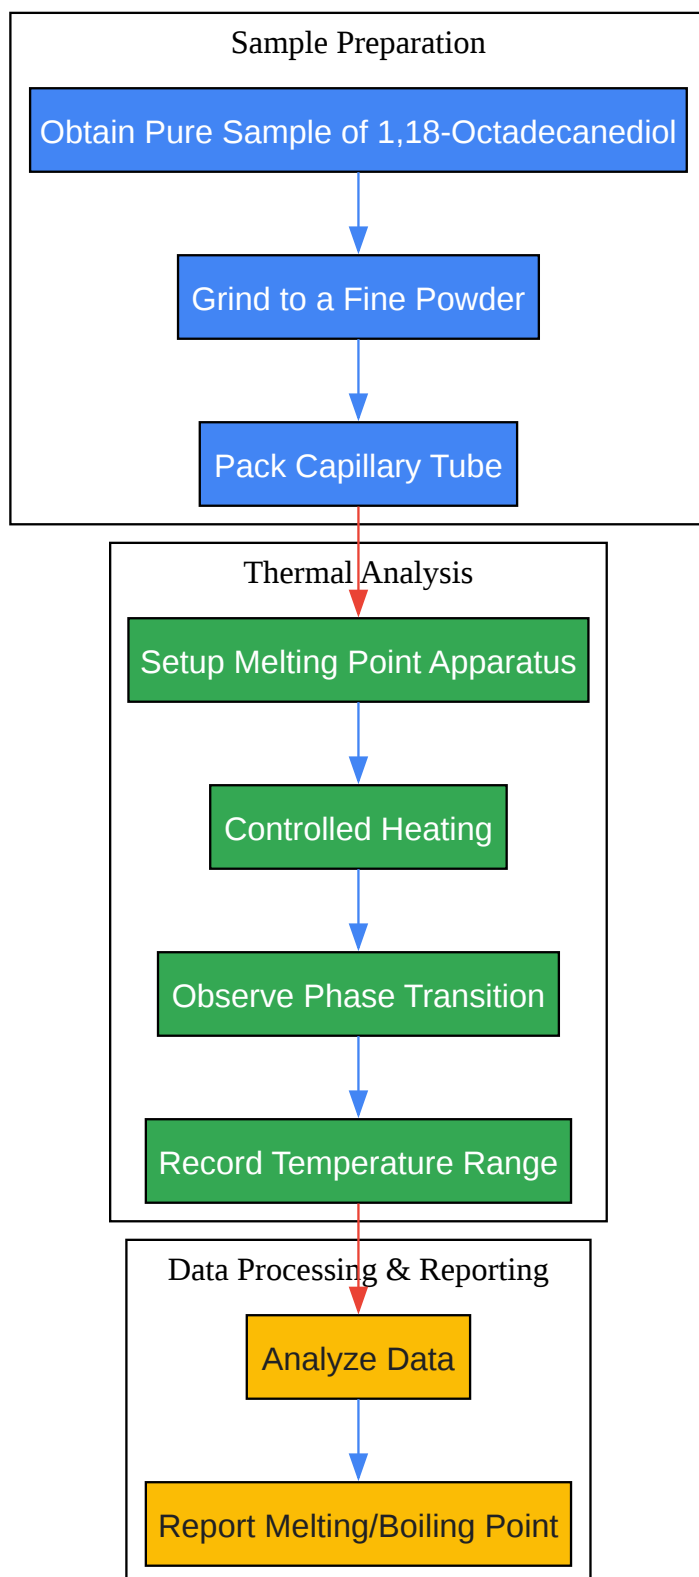 Sample Preparation
Obtain Pure Sample of 1,18-Octadecanediol
Grind to a Fine Powder
Pack Capillary Tube
Thermal Analysis
Setup Melting Point Apparatus
Controlled Heating
Observe Phase Transition
Record Temperature Range
Data Processing & Reporting
Analyze Data
Report Melting/Boiling Point